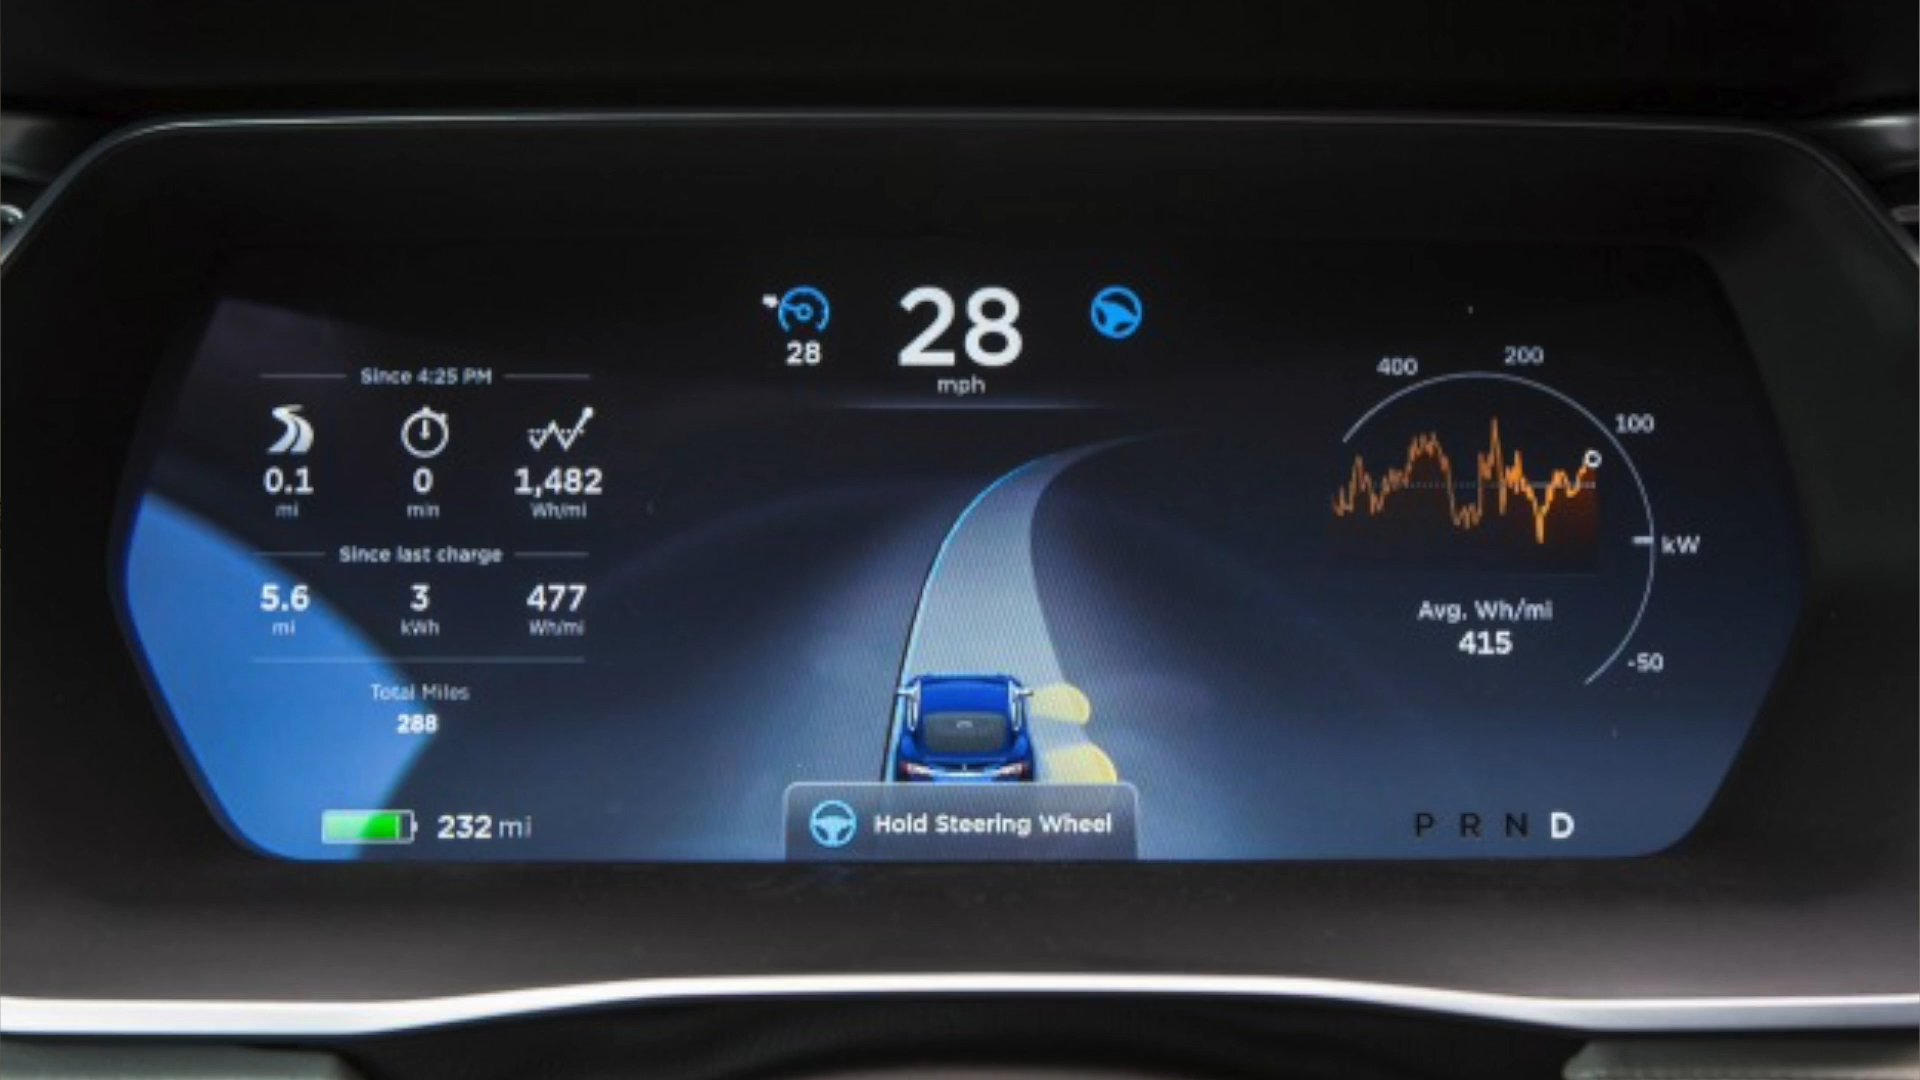 28
28
mph
Since 4:25 PM
0.1 0 1,482
mi min Wh/mi
Since last charge
5.6 3 477
mi kWh Wh/mi
Total Miles
288
232 mi
Hold Steering Wheel
400 200
100
kW
-50
Avg. Wh/mi
415
P R N D